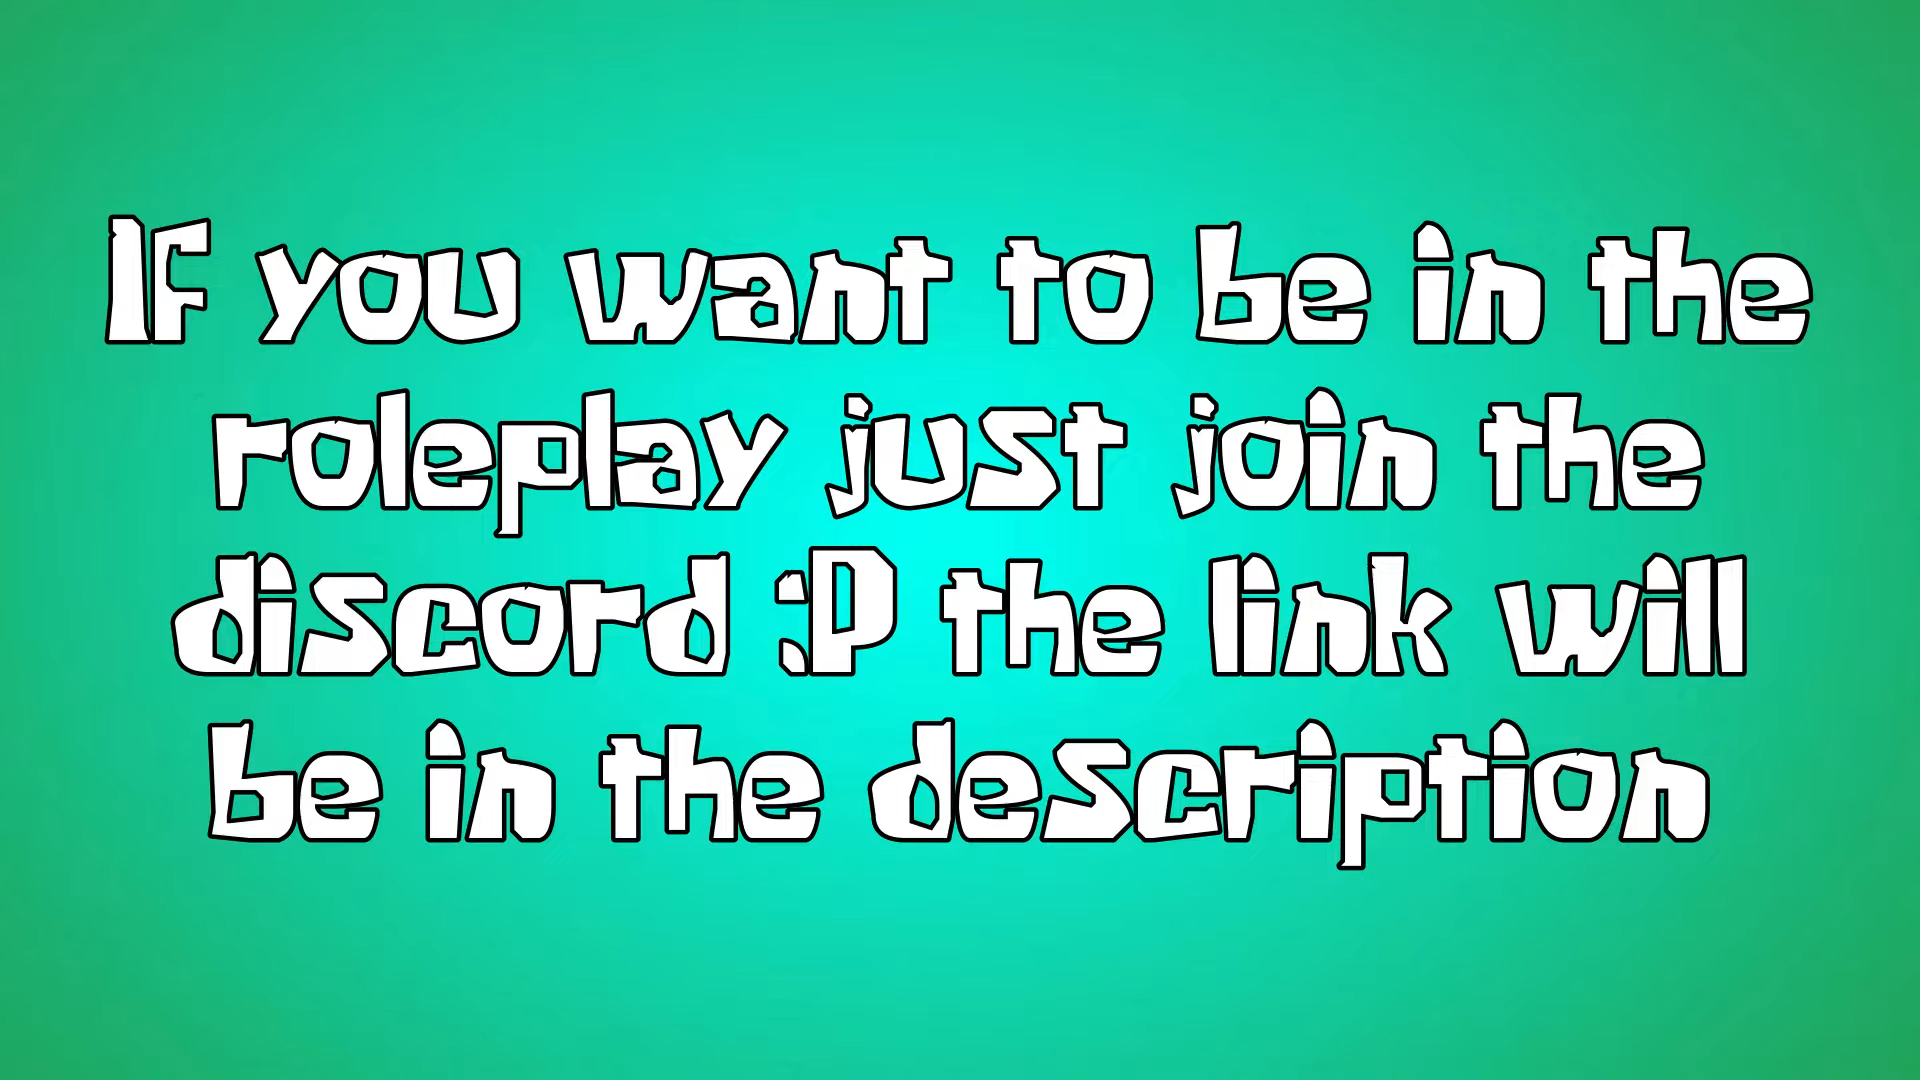 If you want to be in the
roleplay just join the
discord :D the link will
be in the description